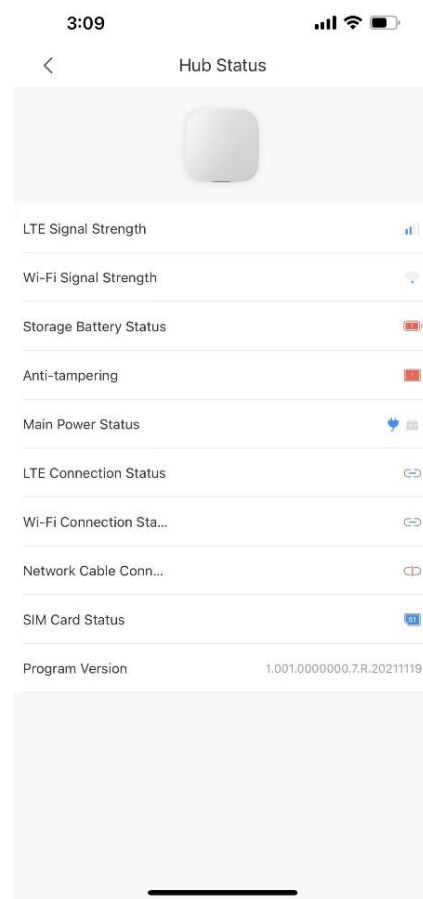 3:09
Hub Status
LTE Signal Strength
Wi-Fi Signal Strength
Storage Battery Status
Anti-tampering
Main Power Status
LTE Connection Status
Wi-Fi Connection Sta...
Network Cable Conn...
SIM Card Status
S1
Program Version 1.001.0000000.7.R.20211119